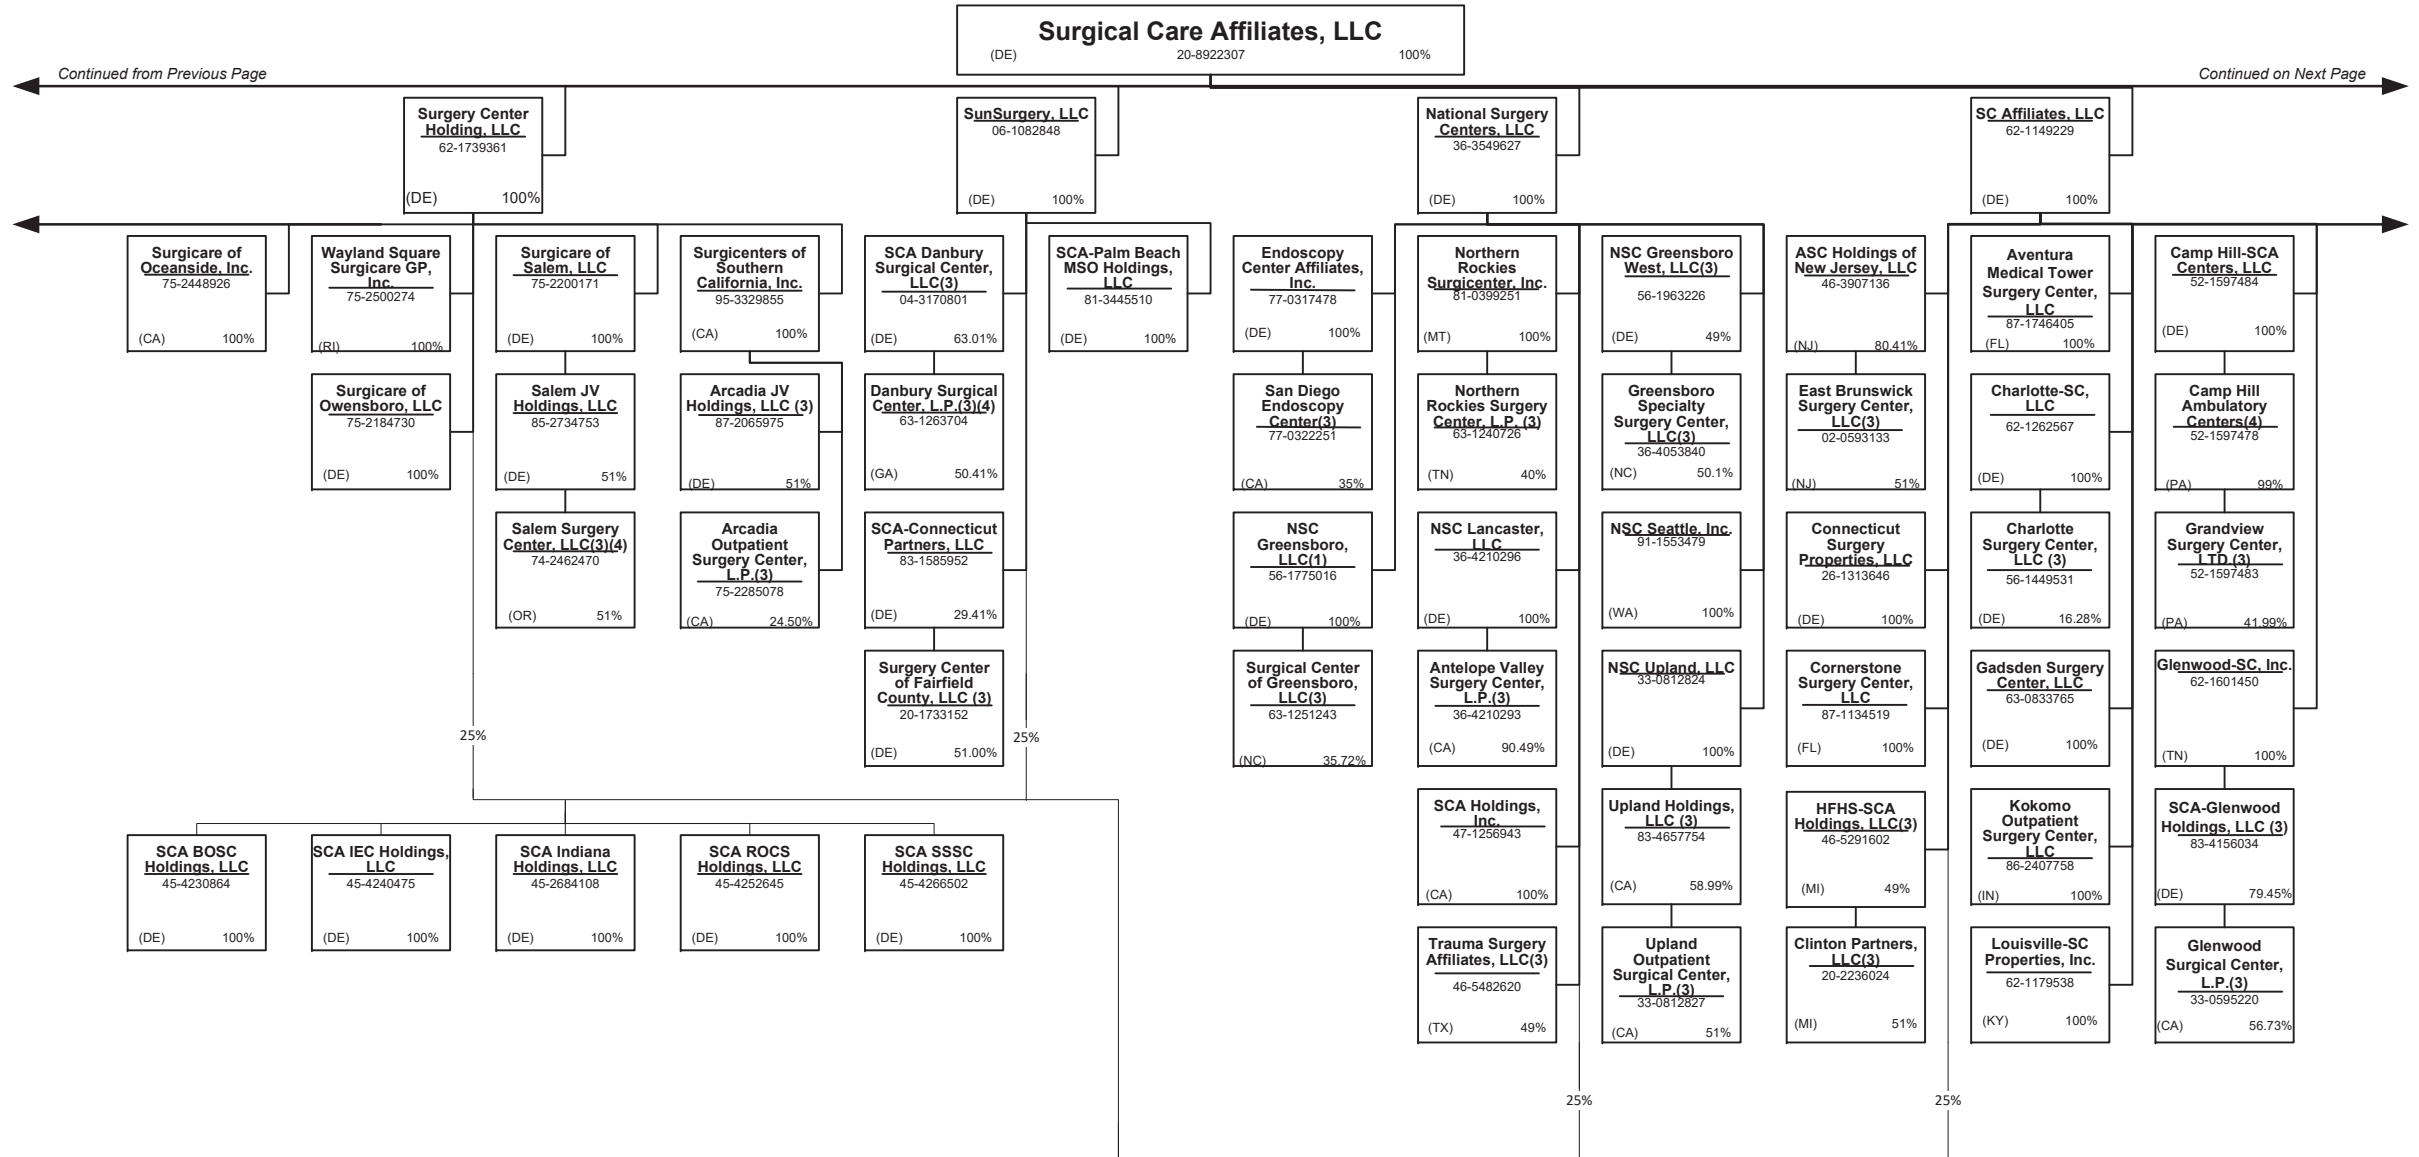 Surgical Care Affiliates, LLC
(DE) 20-8922307 100%
Continued from Previous Page
Continued on Next Page
Surgery Center
Holding, LLC
62-1739361
(DE) 100%
SunSurgery, LLC
06-1082848
(DE) 100%
National Surgery
Centers, LLC
36-3549627
(DE) 100%
SC Affiliates, LLC
62-1149229
(DE) 100%
Surgicare of
Oceanside, Inc.
75-2448926
(CA) 100%
Wayland Square
Surgicare GP,
Inc.
75-2500274
(RI) 100%
Surgicare of
Salem, LLC
75-2200171
(DE) 100%
Surgicenters of
Southern
California, Inc.
95-3329855
(CA) 100%
SCA Danbury
Surgical Center,
LLC(3)
04-3170801
(DE) 63.01%
SCA-Palm Beach
MSO Holdings,
LLC
81-3445510
(DE) 100%
Endoscopy
Center Affiliates,
Inc.
77-0317478
(DE) 100%
Northern
Rockies
Surgicenter, Inc.
81-0399251
(MT) 100%
NSC Greensboro
West, LLC(3)
56-1963226
(DE) 49%
ASC Holdings of
New Jersey, LLC
46-3907136
(NJ) 80.41%
Aventura
Medical Tower
Surgery Center,
LLC
87-1746405
(FL) 100%
Camp Hill-SCA
Centers, LLC
52-1597484
(DE) 100%
Surgicare of
Owensboro, LLC
75-2184730
(DE) 100%
Salem JV
Holdings, LLC
85-2734753
(DE) 51%
Arcadia JV
Holdings, LLC (3)
87-2065975
(DE) 51%
Danbury Surgical
Center, L.P.(3)(4)
63-1263704
(GA) 50.41%
San Diego
Endoscopy
Center(3)
77-0322251
(CA) 35%
Northern
Rockies Surgery
Center, L.P. (3)
63-1240726
(TN) 40%
Greensboro
Specialty
Surgery Center,
LLC(3)
36-4053840
(NC) 50.1%
East Brunswick
Surgery Center,
LLC(3)
02-0593133
(NJ) 51%
Charlotte-SC,
LLC
62-1262567
(DE) 100%
Camp Hill
Ambulatory
Centers(4)
52-1597478
(PA) 99%
Salem Surgery
Center, LLC(3)(4)
74-2462470
(OR) 51%
Arcadia
Outpatient
Surgery Center,
L.P.(3)
75-2285078
(CA) 24.50%
SCA-Connecticut
Partners, LLC
83-1585952
(DE) 29.41%
NSC
Greensboro,
LLC(1)
56-1775016
(DE) 100%
NSC Lancaster,
LLC
36-4210296
(DE) 100%
NSC Seattle, Inc.
91-1553479
(WA) 100%
Connecticut
Surgery
Properties, LLC
26-1313646
(DE) 100%
Charlotte
Surgery Center,
LLC (3)
56-1449531
(DE) 16.28%
Grandview
Surgery Center,
LTD.(3)
52-1597483
(PA) 41.99%
Surgery Center
of Fairfield
County, LLC (3)
20-1733152
(DE) 51.00%
Surgical Center
of Greensboro,
LLC(3)
63-1251243
(NC) 35.72%
Antelope Valley
Surgery Center,
L.P.(3)
36-4210293
(CA) 90.49%
NSC Upland, LLC
33-0812824
(DE) 100%
Cornerstone
Surgery Center,
LLC
87-1134519
(FL) 100%
Gadsden Surgery
Center, LLC
63-0833765
(DE) 100%
Glenwood-SC, Inc.
62-1601450
(TN) 100%
25%
25%
SCA BOSC
Holdings, LLC
45-4230864
(DE) 100%
SCA IEC Holdings,
LLC
45-4240475
(DE) 100%
SCA Indiana
Holdings, LLC
45-2684108
(DE) 100%
SCA ROCS
Holdings, LLC
45-4252645
(DE) 100%
SCA SSSC
Holdings, LLC
45-4266502
(DE) 100%
SCA Holdings,
Inc.
47-1256943
(CA) 100%
Upland Holdings,
LLC (3)
83-4657754
(CA) 58.99%
HFHS-SCA
Holdings, LLC(3)
46-5291602
(MI) 49%
Kokomo
Outpatient
Surgery Center,
LLC
86-2407758
(IN) 100%
SCA-Glenwood
Holdings, LLC (3)
83-4156034
(DE) 79.45%
Trauma Surgery
Affiliates, LLC(3)
46-5482620
(TX) 49%
Upland
Outpatient
Surgical Center,
L.P.(3)
33-0812827
(CA) 51%
Clinton Partners,
LLC(3)
20-2236024
(MI) 51%
Louisville-SC
Properties, Inc.
62-1179538
(KY) 100%
Glenwood
Surgical Center,
L.P.(3)
33-0595220
(CA) 56.73%
25%
25%